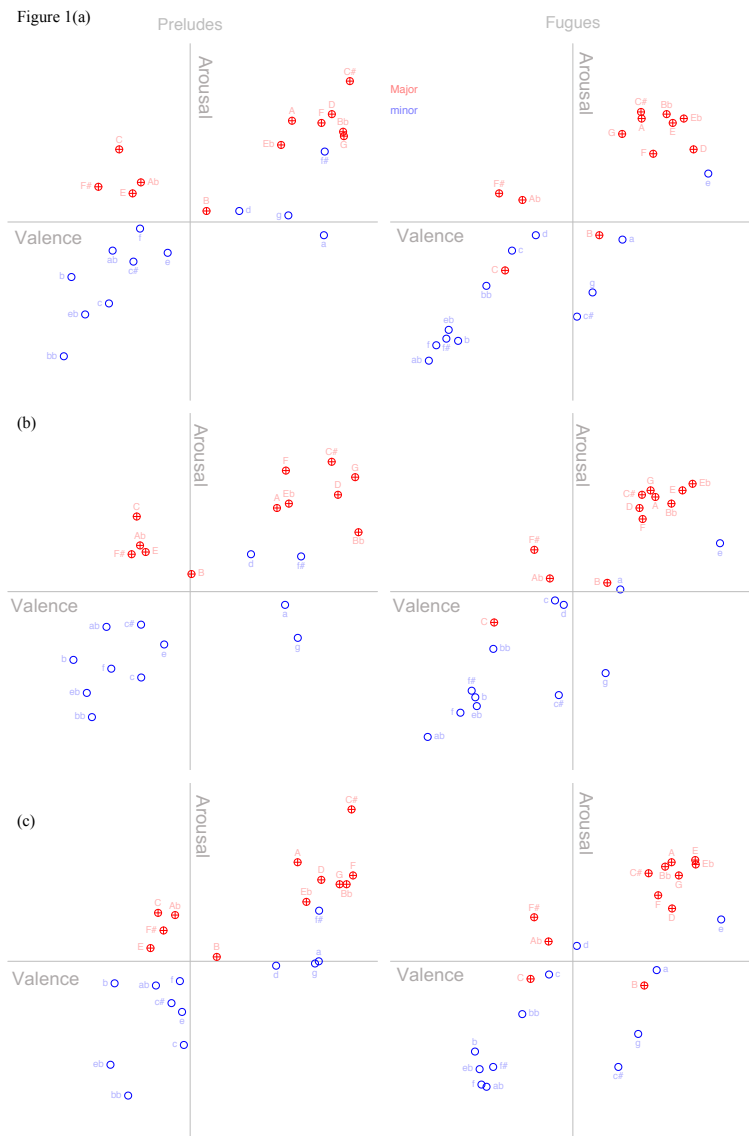 Figure 1(a)
Preludes
Fugues
Arousal
Arousal
Major
minor
C#
D
A
F
Bb
G
Eb
f#
C
Ab
F#
E
B
d
g
a
Valence
f
ab
c#
e
b
c
eb
bb
C#
Bb
Eb
A
E
G
F
D
e
F#
Ab
Valence
d
B
a
c
C
bb
g
c#
eb
f
f#
b
ab
(b)
Arousal
Arousal
F
C#
G
Eb
D
A
Bb
C
Ab
F#
E
B
d
f#
Valence
a
g
ab
c#
e
b
f
c
eb
bb
G
E
Eb
C#
A
D
Bb
F
e
F#
Ab
B
a
Valence
c
d
C
bb
g
f#
b
eb
f
c#
ab
(c)
Arousal
Arousal
C#
A
D
F
G
Bb
Eb
f#
C
Ab
F#
E
B
a
d
g
Valence
b
ab
f
c#
e
c
eb
bb
A
E
Eb
Bb
C#
G
F
D
e
F#
Ab
d
Valence
c
C
a
B
bb
g
b
eb
f#
c#
f
ab